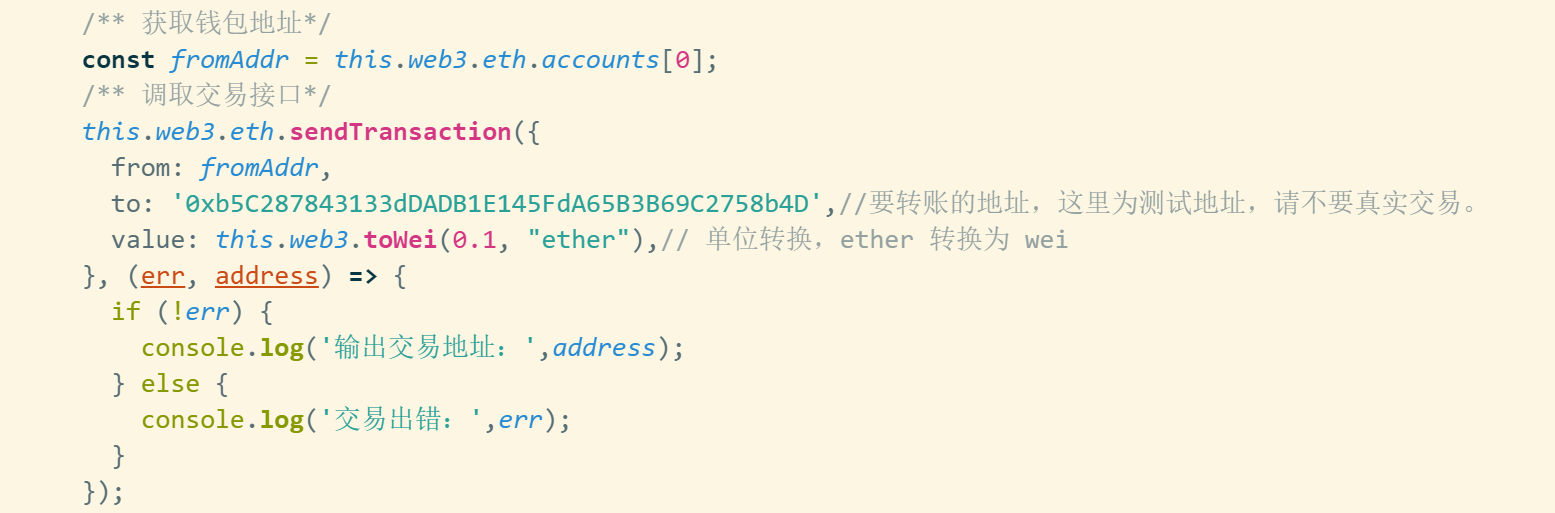 /** 获取钱包地址*/
const fromAddr = this.web3.eth.accounts[0];
/** 调取交易接口*/
this.web3.eth.sendTransaction({
from: fromAddr,
to: '0xb5C287843133dDADB1E145FdA65B3B69C2758b4D',//要转账的地址，这里为测试地址，请不要真实交易。
value: this.web3.toWei(0.1, "ether"),// 单位转换，ether 转换为 wei
}, (err, address) => {
if (!err) {
console.log('输出交易地址：',address);
} else {
console.log('交易出错：',err);
}
});